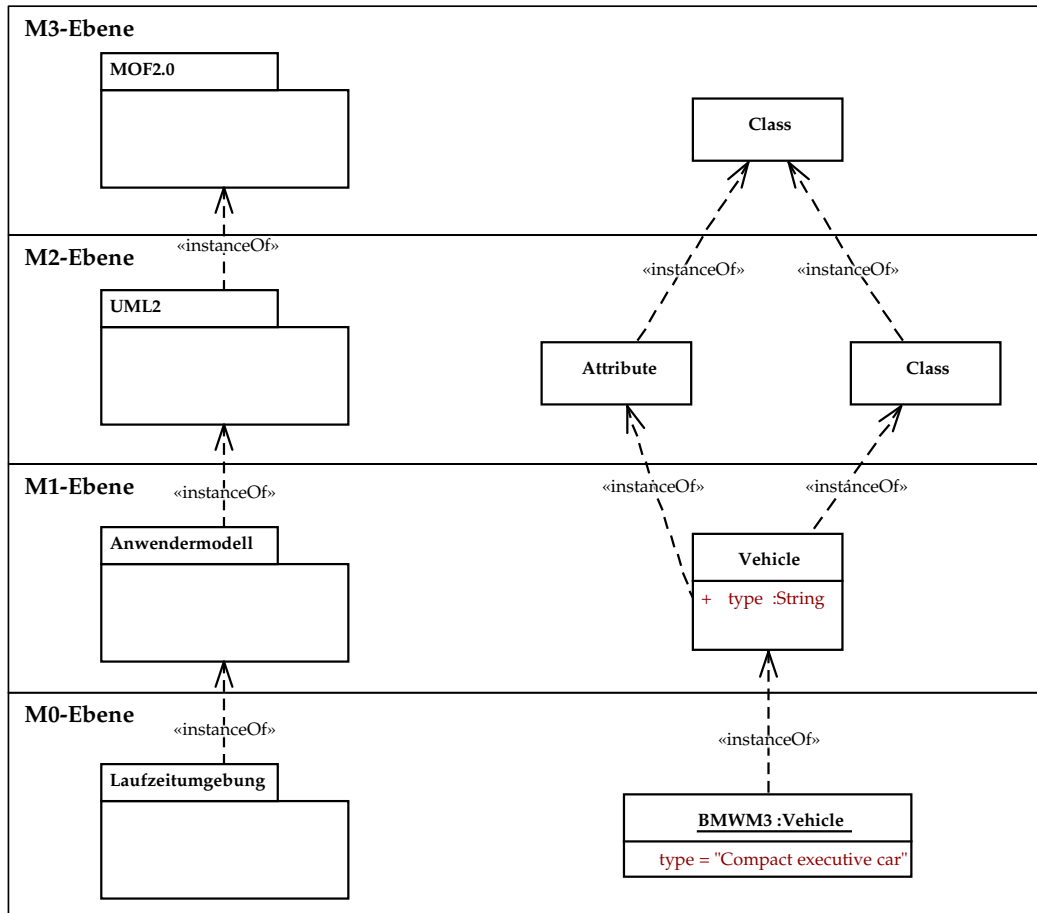 M3-Ebene
MOF2.0
Class
«instanceOf»
M2-Ebene
«instanceOf»
«instanceOf»
UML2
Attribute
Class
M1-Ebene
«instanceOf»
«instanceOf»
«instanceOf»
Anwendermodell
Vehicle
+ type :String
M0-Ebene
«instanceOf»
«instanceOf»
Laufzeitumgebung
BMWM3 :Vehicle
type = "Compact executive car"